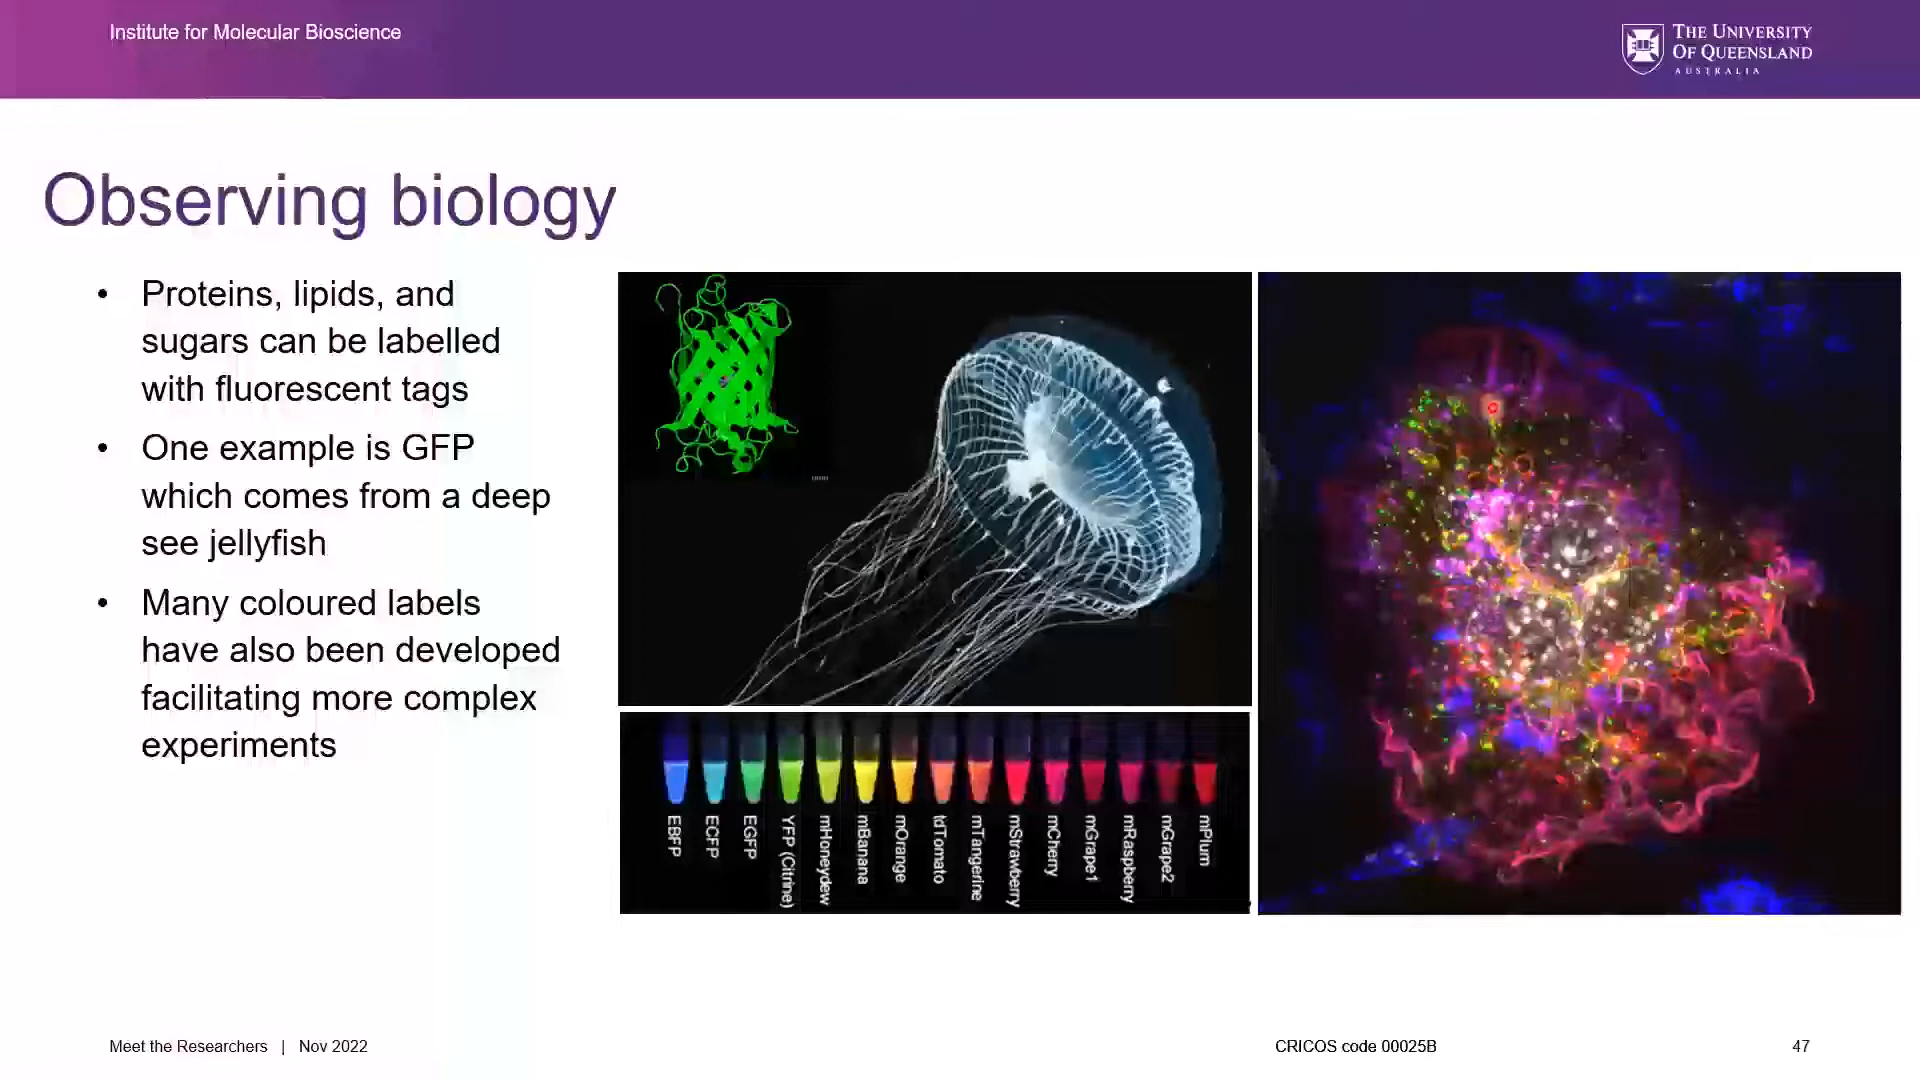 Institute for Molecular Bioscience
THE UNIVERSITY
OF QUEENSLAND
AUSTRALIA
Observing biology
• Proteins, lipids, and
sugars can be labelled
with fluorescent tags
• One example is GFP
which comes from a deep
see jellyfish
• Many coloured labels
have also been developed
facilitating more complex
experiments
EBFP
ECFP
EGFP
YFP (Citrine)
mHoneydew
mBanana
mOrange
tdTomato
mTangerine
mStrawberry
mCherry
mGrape1
mRaspberry
mGrape2
mPlum
Meet the Researchers | Nov 2022
CRICOS code 00025B
47